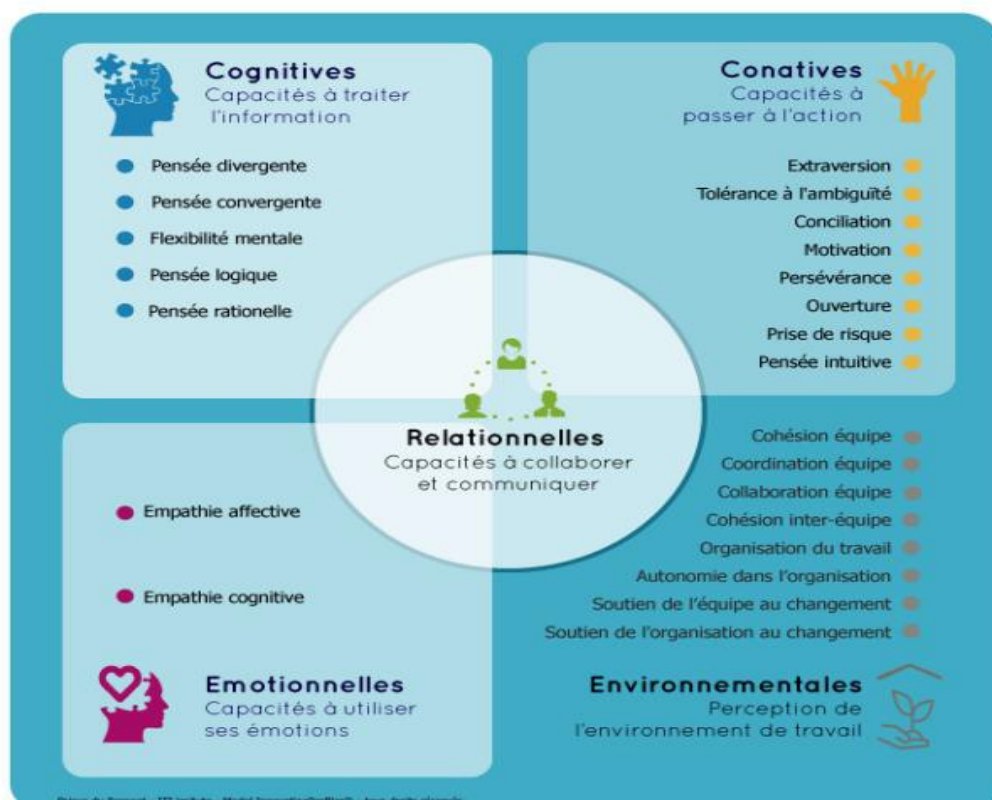 Cognitives
Capacités à traiter
l'information
Pensée divergente
Pensée convergente
Flexibilité mentale
Pensée logique
Pensée rationelle
Conatives
Capacités à
passer à l'action
Extraversion
Tolérance à l'ambiguïté
Conciliation
Motivation
Persévérance
Ouverture
Prise de risque
Pensée intuitive
Relationnelles
Capacités à collaborer
et communiquer
Empathie affective
Empathie cognitive
Emotionnelles
Capacités à utiliser
ses émotions
Cohésion équipe
Coordination équipe
Collaboration équipe
Cohésion inter-équipe
Organisation du travail
Autonomie dans l'organisation
Soutien de l'équipe au changement
Soutien de l'organisation au changement
Environnementales
Perception de
l'environnement de travail